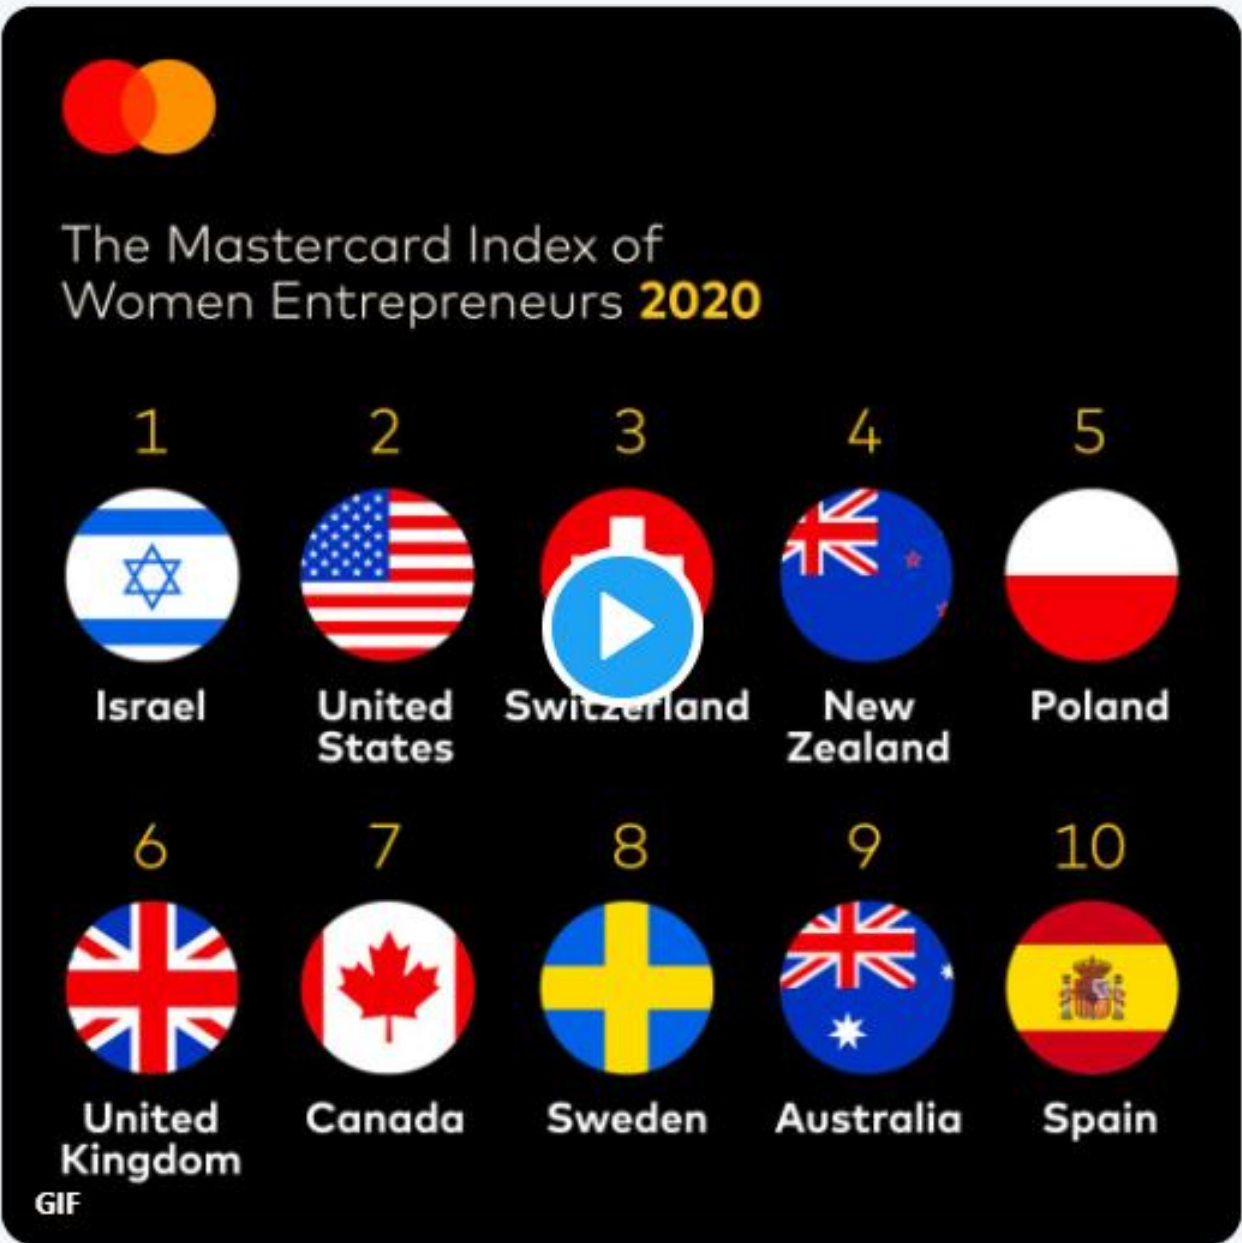 The Mastercard Index of
Women Entrepreneurs 2020
1 2 3 4 5
Israel United States Switzerland New Zealand Poland
6 7 8 9 10
United Kingdom Canada Sweden Australia Spain
GIF